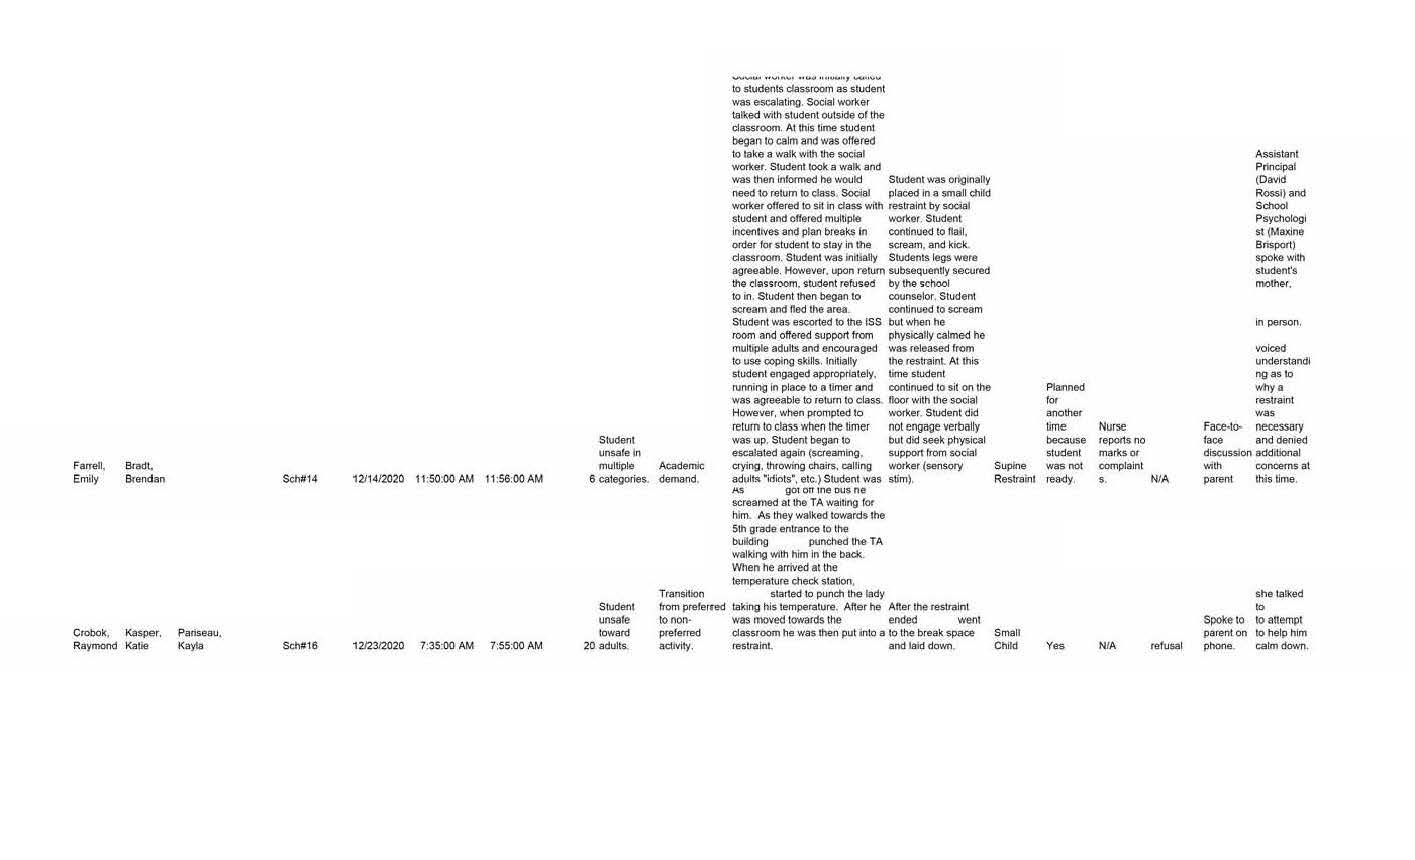 Social worker was initially called
to students classroom as student
was escalating. Social worker
talked with student outside of the
classroom. At this time student
began to calm and was offered
to take a walk with the social
worker. Student took a walk and
was then informed he would
need to return to class. Social
worker offered to sit in class with
student and offered multiple
incentives and plan breaks in
order for student to stay in the
classroom. Student was initially
agreeable. However, upon return
the classroom, student refused
to in. Student then began to
scream and fled the area.
Student was escorted to the ISS
room and offered support from
multiple adults and encouraged
to use coping skills. Initially
student engaged appropriately,
running in place to a timer and
was agreeable to return to class.
However, when prompted to
return to class when the timer
was up. Student began to
escalated again (screaming,
crying, throwing chairs, calling
adults "idiots", etc.) Student was
Student was originally
placed in a small child
restraint by social
worker. Student
continued to flail,
scream, and kick.
Students legs were
subsequently secured
by the school
counselor. Student
continued to scream
but when he
physically calmed he
was released from
the restraint. At this
time student
continued to sit on the
floor with the social
worker. Student did
not engage verbally
but did seek physical
support from social
worker (sensory
stim).
Assistant
Principal
(David
Rossi) and
School
Psychologi
st (Maxine
Brisport)
spoke with
student's
mother,
in person.
voiced
understandi
ng as to
why a
restraint
was
necessary
and denied
additional
concerns at
this time.
Farrell,
Emily
Bradt,
Brendan
Sch#14
12/14/2020
11:50:00 AM
11:56:00 AM
6
Student
unsafe in
multiple
categories.
Academic
demand.
Supine
Restraint
Planned
for
another
time
because
student
was not
ready.
Nurse
reports no
marks or
complaint
s.
N/A
Face-to-
face
discussion
with
parent
Crobok,
Raymond
Kasper,
Katie
Pariseau,
Kayla
Sch#16
12/23/2020
7:35:00 AM
7:55:00 AM
20
Student
unsafe
toward
adults.
Transition
from preferred
to non-
preferred
activity.
As got off the bus he
screamed at the TA waiting for
him. As they walked towards the
5th grade entrance to the
building punched the TA
walking with him in the back.
When he arrived at the
temperature check station,
started to punch the lady
taking his temperature. After he
was moved towards the
classroom he was then put into a
restraint.
After the restraint
ended went
to the break space
and laid down.
Small
Child
Yes
N/A
refusal
Spoke to
parent on
phone.
she talked
to
to attempt
to help him
calm down.